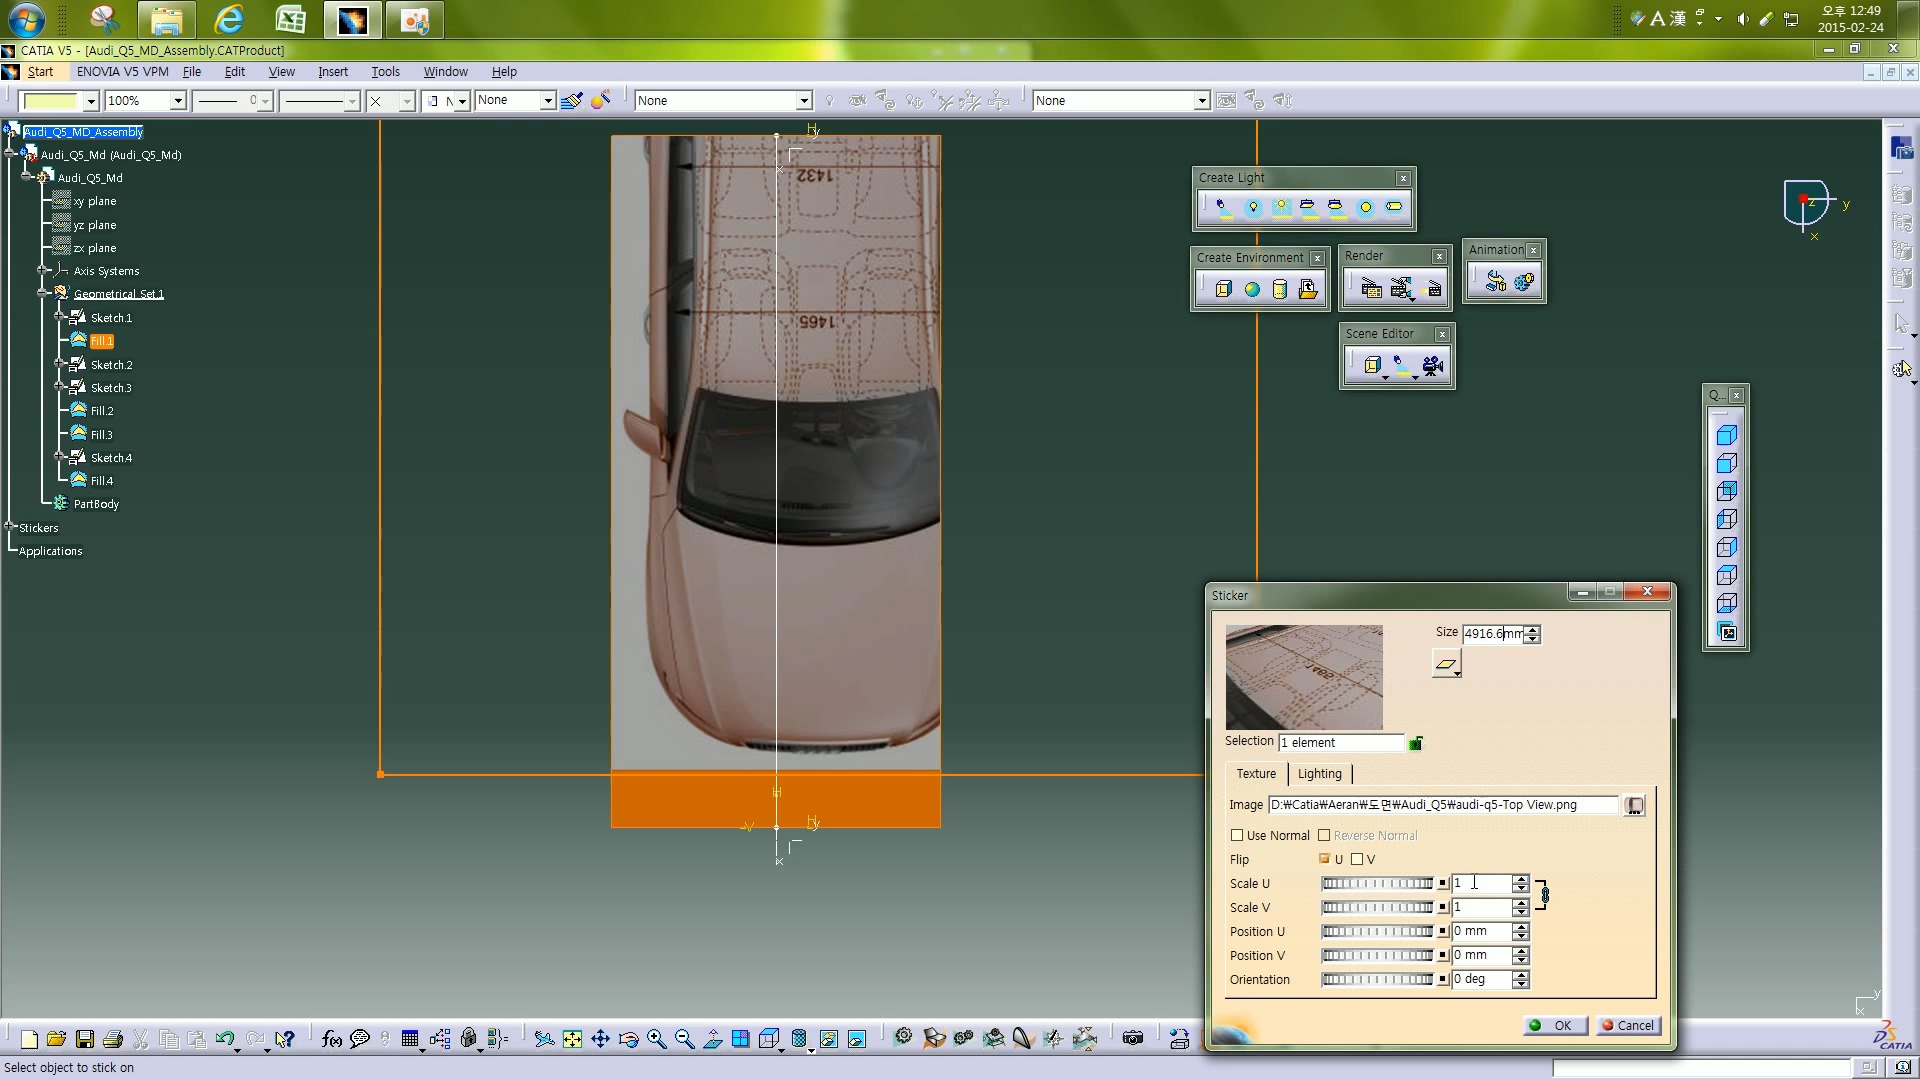 오후 12:49
2015-02-24
A 漢
CATIA V5 - [Audi_Q5_MD_Assembly.CATProduct]
Start ENOVIA V5 VPM File Edit View Insert Tools Window Help
100% 0 None None None
Audi_Q5_MD_Assembly
Audi_Q5_Md (Audi_Q5_Md)
Audi_Q5_Md
xy plane
yz plane
zx plane
Axis Systems
Geometrical Set.1
Sketch.1
Fill.1
Sketch.2
Sketch.3
Fill.2
Fill.3
Sketch.4
Fill.4
PartBody
Stickers
Applications
1432
1465
H
y
x
H
-V
H
y
x
Create Light
Create Environment
Render
Animation
Scene Editor
Q...
z
y
x
Sticker
Size 4916.6mm
Selection 1 element
Texture Lighting
Image D:₩Catia₩Aeran₩도면₩Audi_Q5₩audi-q5-Top View.png
Use Normal Reverse Normal
Flip U V
Scale U 1
Scale V 1
Position U 0 mm
Position V 0 mm
Orientation 0 deg
OK Cancel
y
x
f(x)
CATIA
Select object to stick on